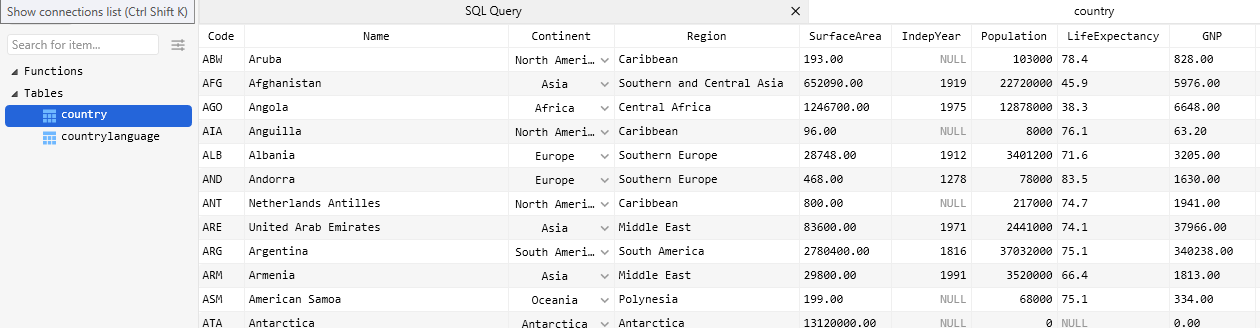 Show connections list (Ctrl Shift K)
SQL Query
country
Search for item...
Functions
Tables
country
countrylanguage
Code Name Continent Region SurfaceArea IndepYear Population LifeExpectancy GNP
ABW Aruba North Ameri… Caribbean 193.00 NULL 103000 78.4 828.00
AFG Afghanistan Asia Southern and Central Asia 652090.00 1919 22720000 45.9 5976.00
AGO Angola Africa Central Africa 1246700.00 1975 12878000 38.3 6648.00
AIA Anguilla North Ameri… Caribbean 96.00 NULL 8000 76.1 63.20
ALB Albania Europe Southern Europe 28748.00 1912 3401200 71.6 3205.00
AND Andorra Europe Southern Europe 468.00 1278 78000 83.5 1630.00
ANT Netherlands Antilles North Ameri… Caribbean 800.00 NULL 217000 74.7 1941.00
ARE United Arab Emirates Asia Middle East 83600.00 1971 2441000 74.1 37966.00
ARG Argentina South Ameri… South America 2780400.00 1816 37032000 75.1 340238.00
ARM Armenia Asia Middle East 29800.00 1991 3520000 66.4 1813.00
ASM American Samoa Oceania Polynesia 199.00 NULL 68000 75.1 334.00
ATA Antarctica Antarctica Antarctica 13120000.00 NULL 0 NULL 0.00